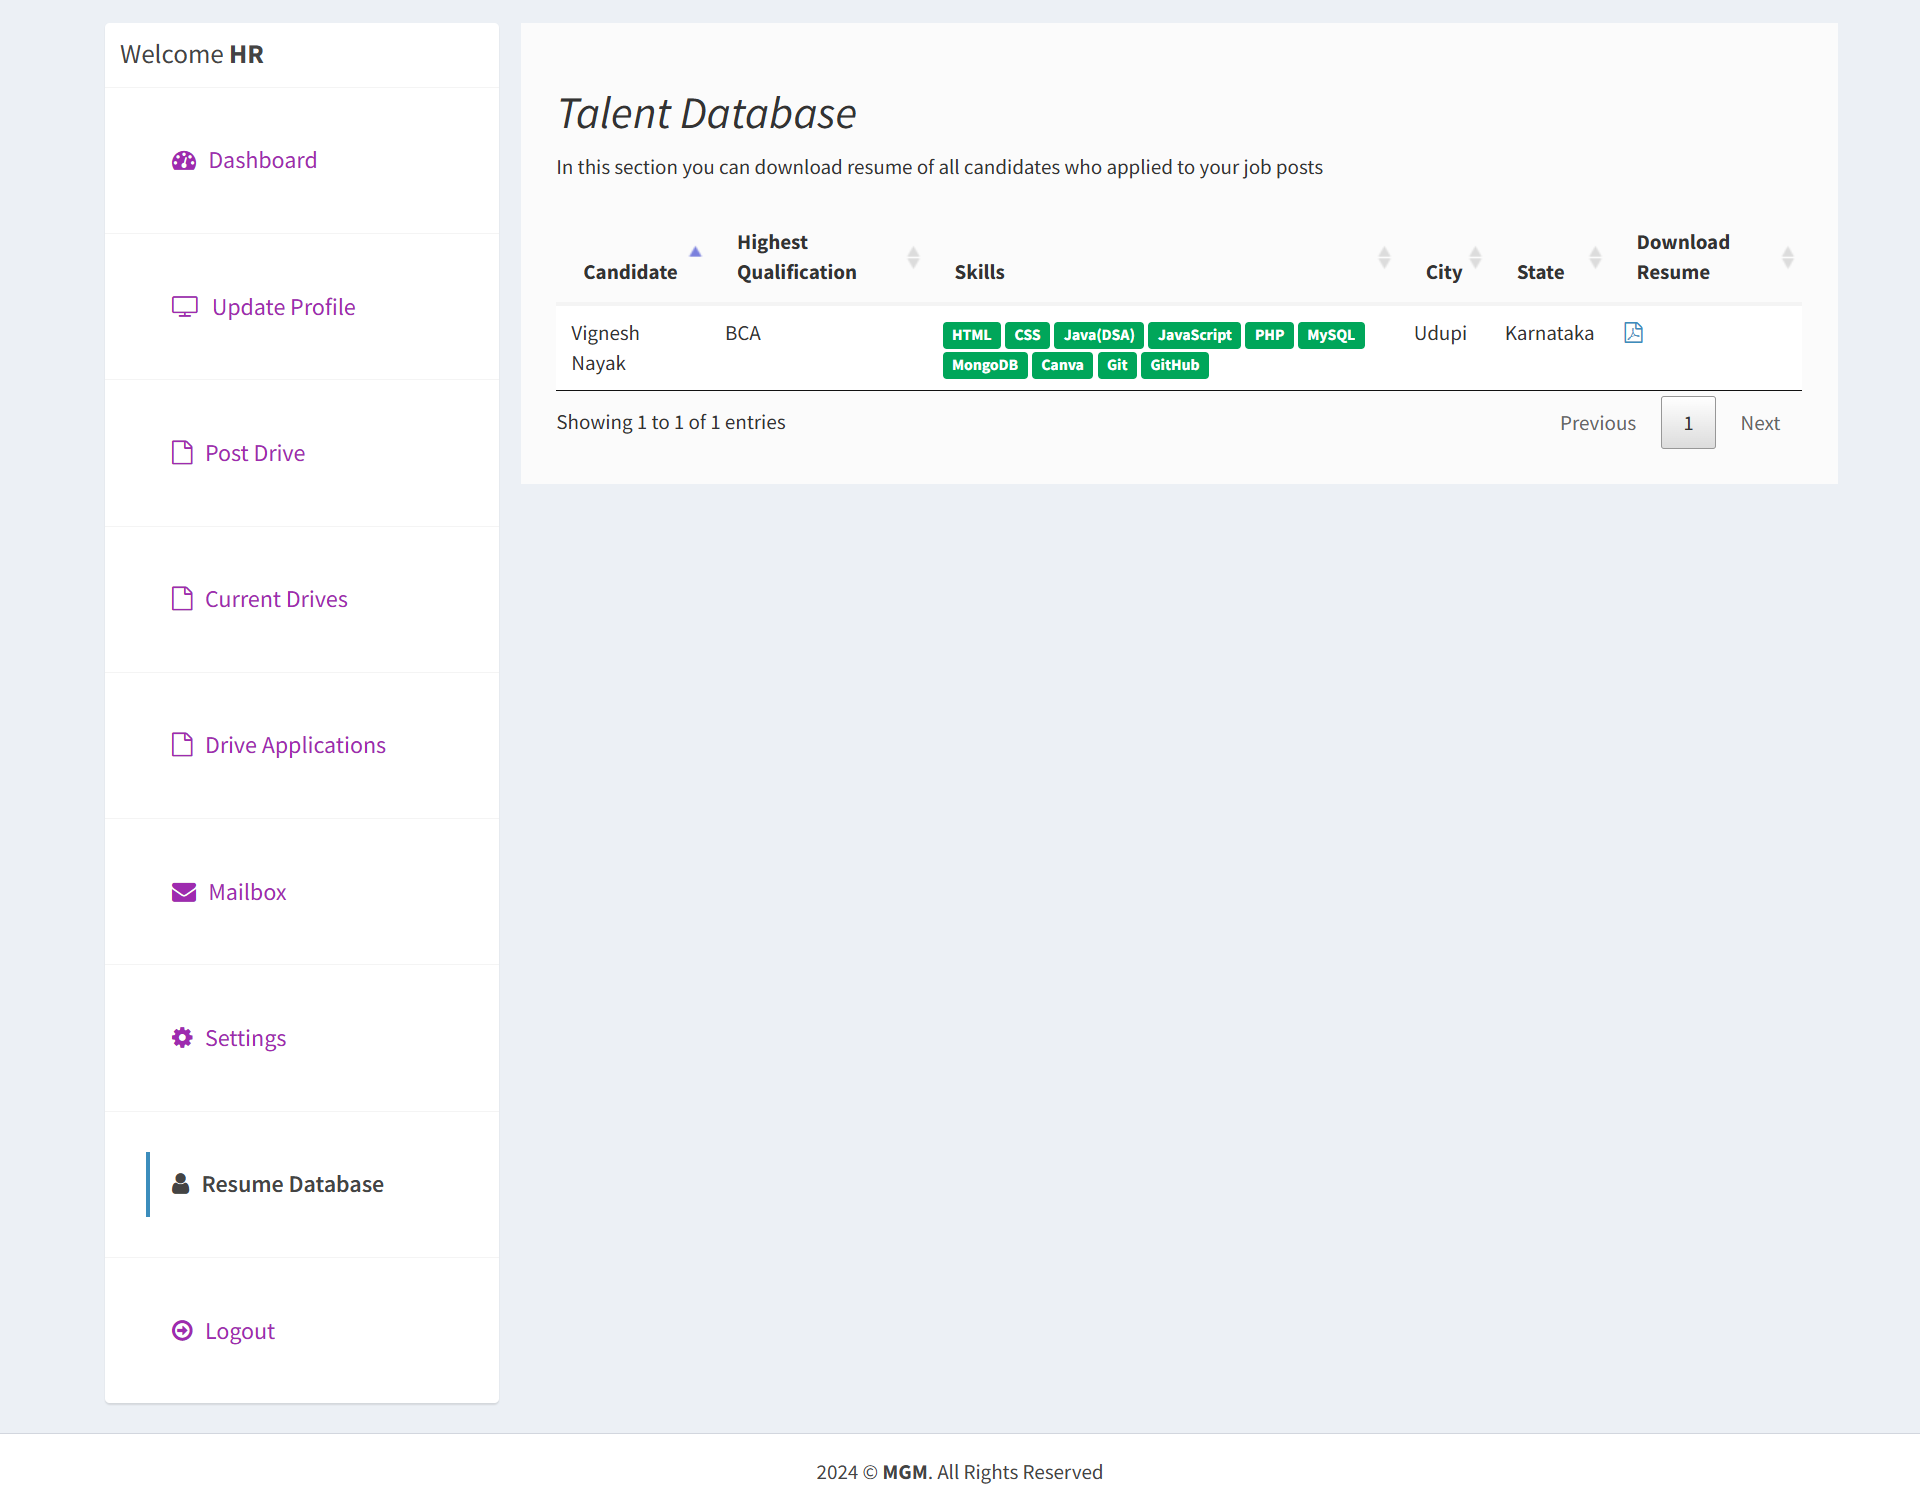 Welcome HR
Dashboard
Update Profile
Post Drive
Current Drives
Drive Applications
Mailbox
Settings
Resume Database
Logout
Talent Database
In this section you can download resume of all candidates who applied to your job posts
Candidate Highest Qualification Skills City State Download Resume
Vignesh Nayak BCA HTML CSS Java(DSA) JavaScript PHP MySQL Udupi Karnataka
MongoDB Canva Git GitHub
Showing 1 to 1 of 1 entries Previous 1 Next
2024 © MGM. All Rights Reserved